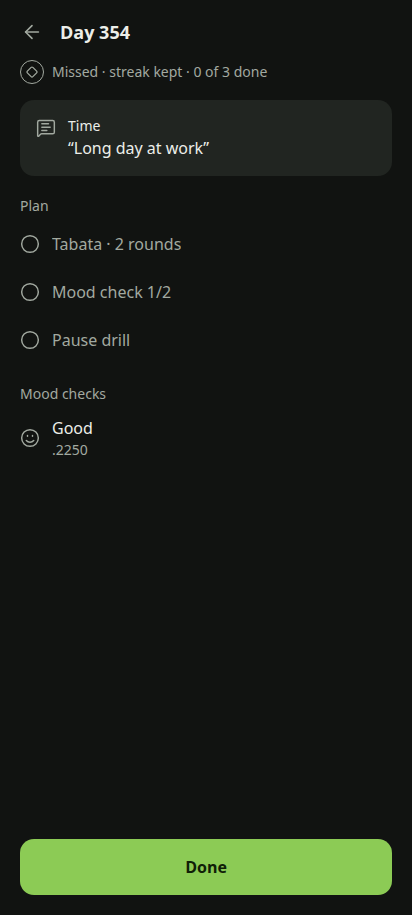 Day 354
Missed · streak kept · 0 of 3 done
Time
“Long day at work”
Plan
Tabata · 2 rounds
Mood check 1/2
Pause drill
Mood checks
Good
.2250
Done